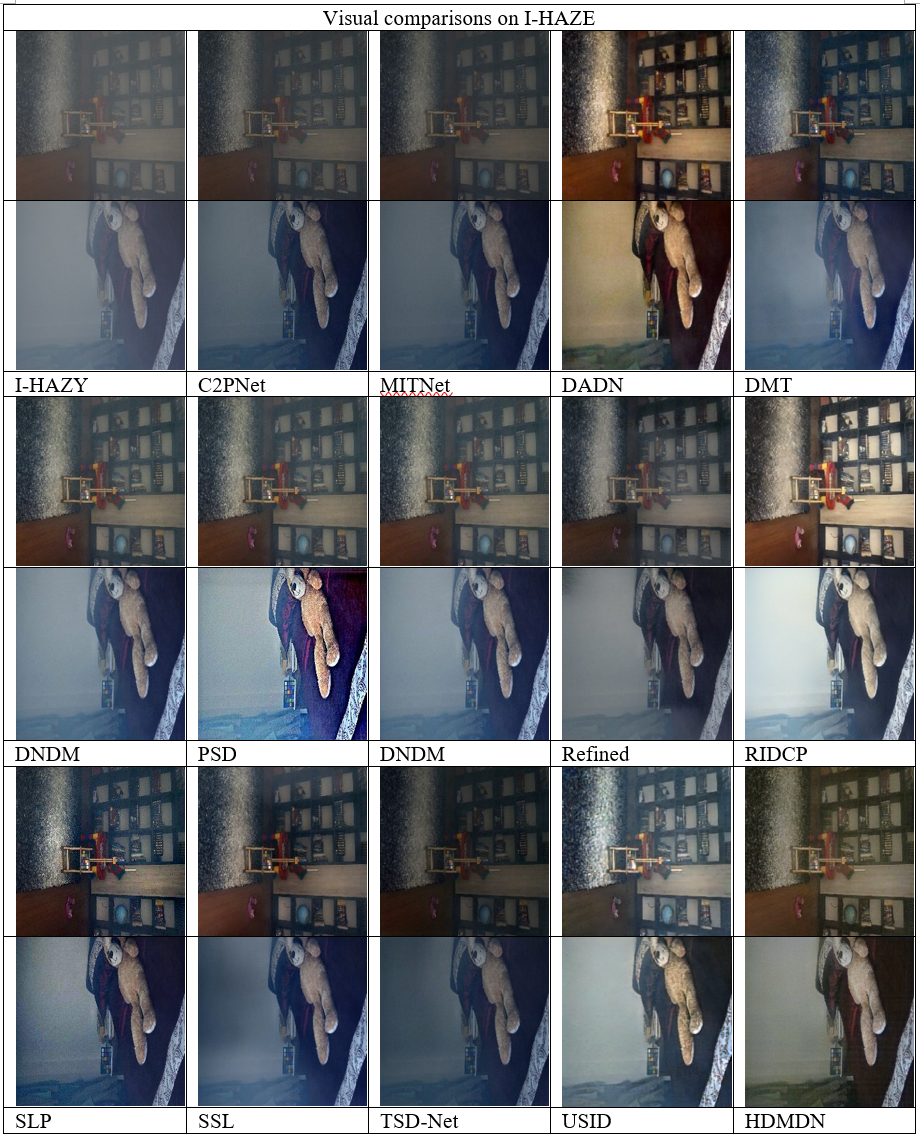 Visual comparisons on I-HAZE
I-HAZY C2PNet MITNet DADN DMT
DNDM PSD DNDM Refined RIDCP
SLP SSL TSD-Net USID HDMDN